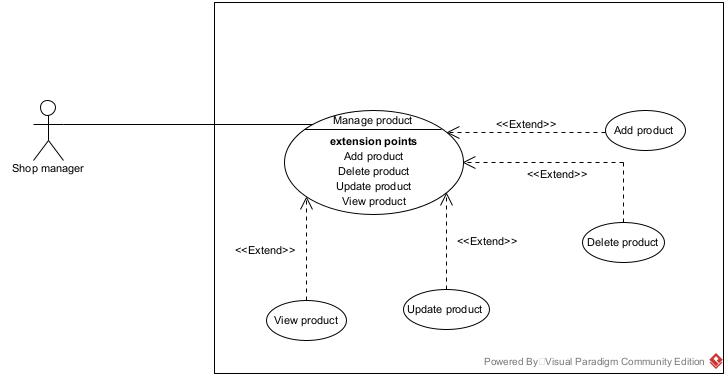 Manage product
extension points
Add product
Delete product
Update product
View product
<<Extend>>
Add product
<<Extend>>
Delete product
Shop manager
<<Extend>>
<<Extend>>
View product
Update product
Powered By Visual Paradigm Community Edition